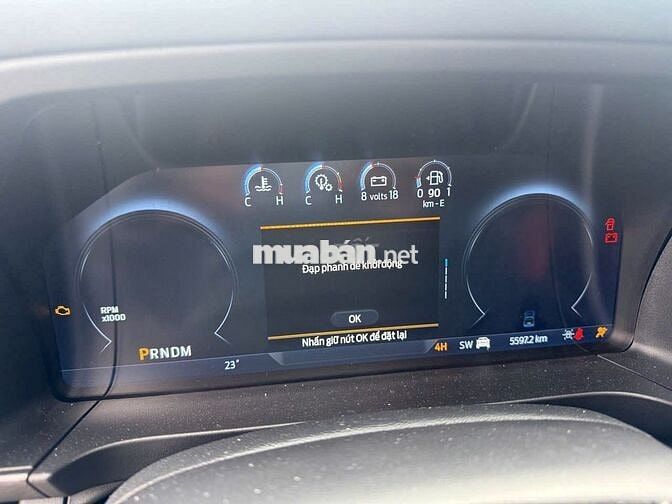 C H
C H
8 volts 18
0 90 1
km - E
muaban.net
Đạp phanh để khởi động
RPM
x1000
OK
Nhấn giữ nút OK để đặt lại
PRNDM
23°
4H
SW
5597.2 km